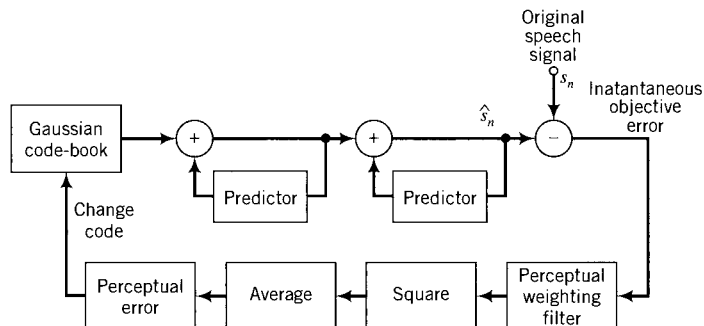 Original
speech
signal
s_n
Inatantaneous
objective
error
Gaussian
code-book
+
+
ŝ_n
−
Predictor
Predictor
Change
code
Perceptual
error
Average
Square
Perceptual
weighting
filter